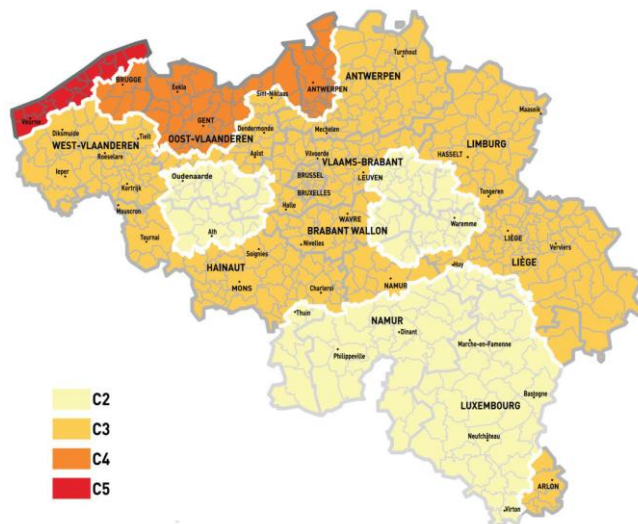 BRUGGE
Eeklo
Sint-Niklaas
ANTWERPEN
Turnhout
ANTWERPEN
Veurne
GENT
OOST-VLAANDEREN
Dendermonde
Mechelen
Maaseik
Diksmuide
Tielt
WEST-VLAANDEREN
Roeselare
Aalst
Vilvoorde
VLAAMS-BRABANT
LIMBURG
HASSELT
Ieper
Kortrijk
Oudenaarde
BRUSSEL
LEUVEN
BRUXELLES
Tongeren
Mouscron
Halle
WAVRE
Waremme
Ath
BRABANT WALLON
LIÈGE
Tournai
Nivelles
Verviers
Soignies
LIÈGE
HAINAUT
Huy
MONS
Charleroi
NAMUR
Thuin
NAMUR
Dinant
Marche-en-Famenne
Philippeville
Bastogne
LUXEMBOURG
Neufchâteau
ARLON
Virton
C2
C3
C4
C5